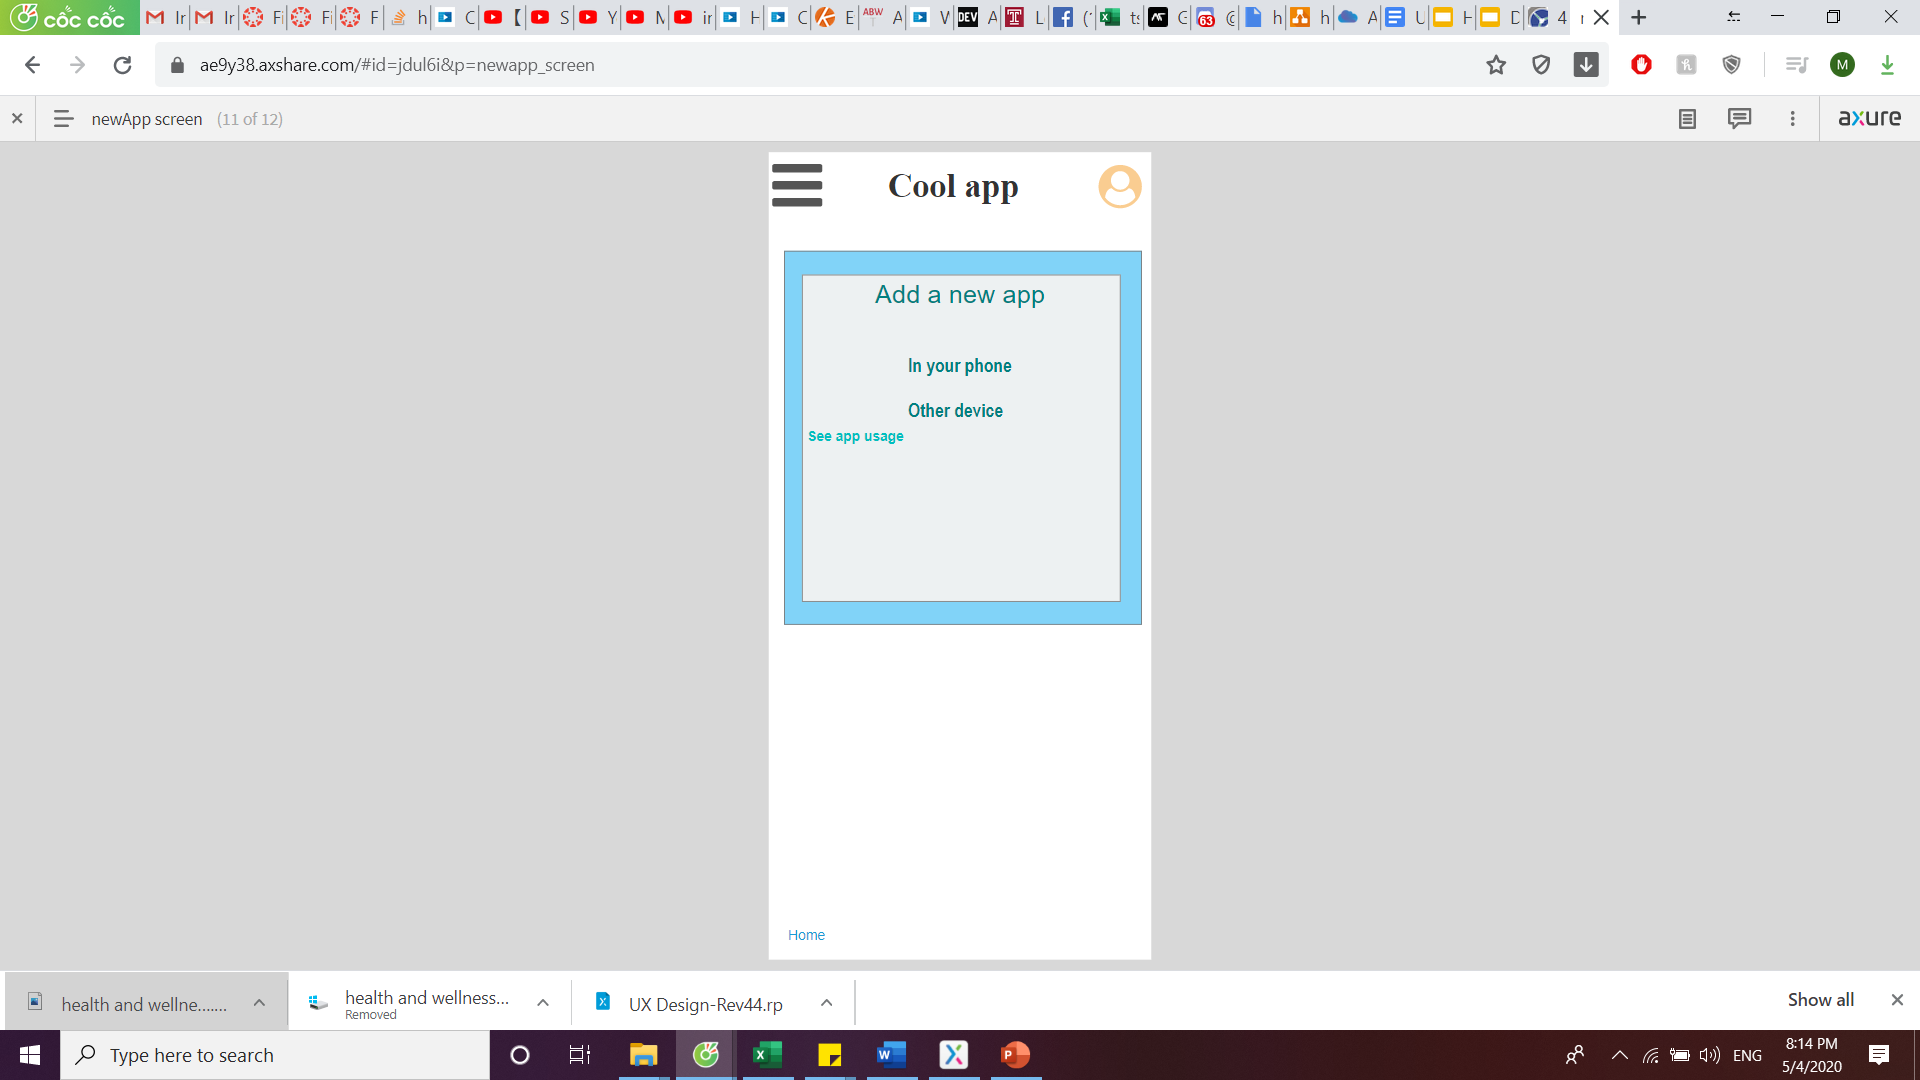 cốc cốc
ae9y38.axshare.com/#id=jdul6i&p=newapp_screen
M
newApp screen (11 of 12)
axure
Cool app
Add a new app
In your phone
Other device
See app usage
Home
health and wellne.......
health and wellness...
Removed
UX Design-Rev44.rp
Show all
Type here to search
ENG
8:14 PM
5/4/2020